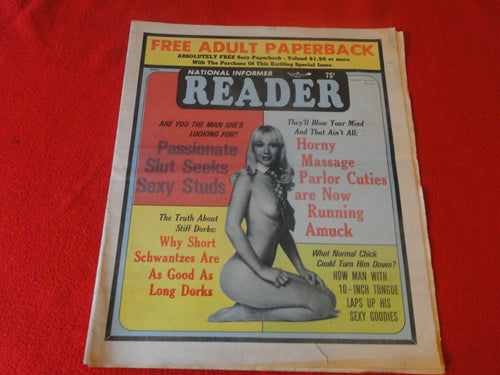 FREE ADULT PAPERBACK
ABSOLUTELY FREE Sexy Paperback - Valued $1.95 or more
With The Purchase Of This Exciting Special Issue.
NATIONAL INFORMER
75¢
READER
ARE YOU THE MAN SHE'S
LOOKING FOR?
Passionate
Slut Seeks
Sexy Studs
They'll Blow Your Mind
And That Ain't All:
Horny
Massage
Parlor Cuties
are Now
Running
Amuck
The Truth About
Stiff Dorks:
Why Short
Schwantzes Are
As Good As
Long Dorks
What Normal Chick
Could Turn Him Down?
HOW MAN WITH
10-INCH TONGUE
LAPS UP HIS
SEXY GOODIES